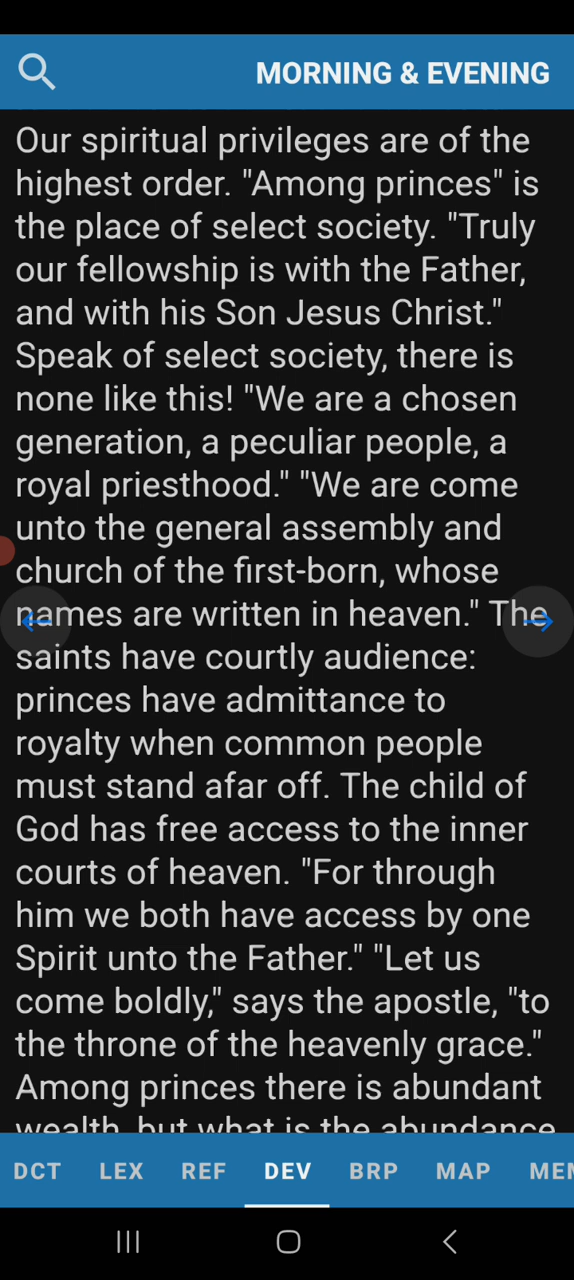 MORNING & EVENING
Our spiritual privileges are of the
highest order. "Among princes" is
the place of select society. "Truly
our fellowship is with the Father,
and with his Son Jesus Christ."
Speak of select society, there is
none like this! "We are a chosen
generation, a peculiar people, a
royal priesthood." "We are come
unto the general assembly and
church of the first-born, whose
names are written in heaven." The
saints have courtly audience:
princes have admittance to
royalty when common people
must stand afar off. The child of
God has free access to the inner
courts of heaven. "For through
him we both have access by one
Spirit unto the Father." "Let us
come boldly," says the apostle, "to
the throne of the heavenly grace."
Among princes there is abundant
wealth, but what is the abundance
DCT LEX REF DEV BRP MAP MEM